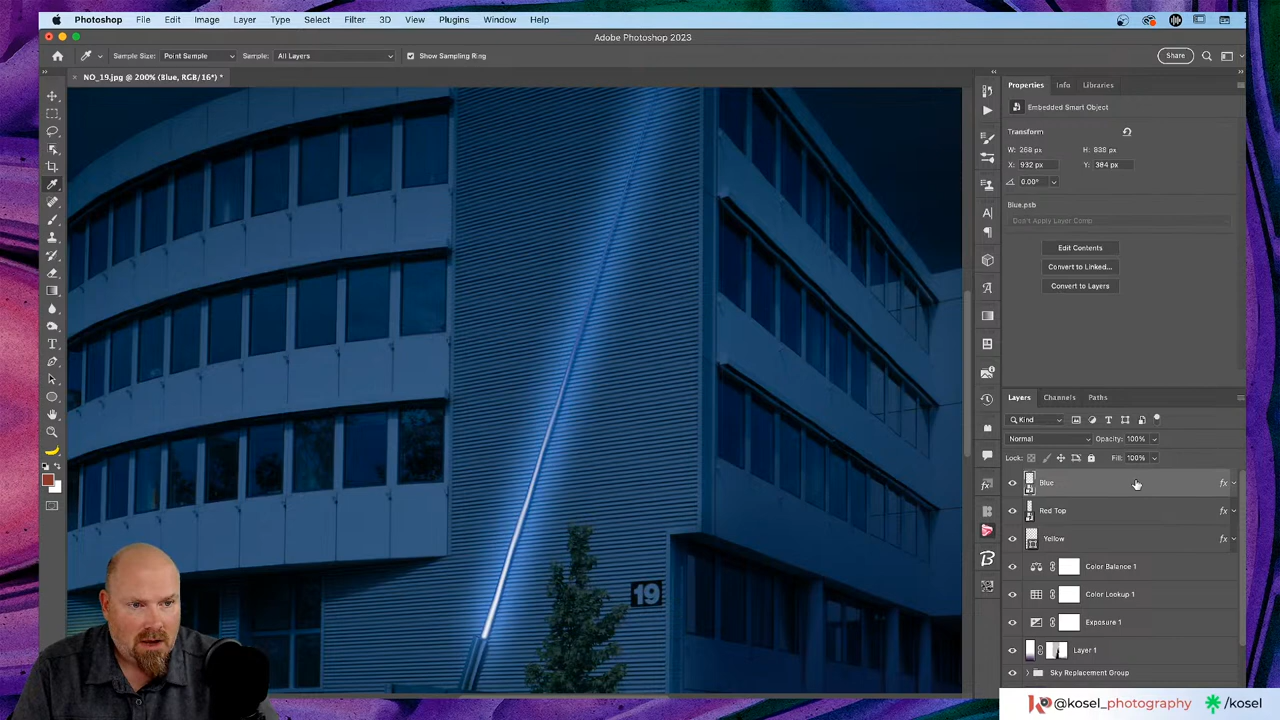 Photoshop File Edit Image Layer Type Select Filter 3D View Plugins Window Help
Adobe Photoshop 2023
Sample Size: Point Sample Sample: All Layers Show Sampling Ring Share
NO_19.jpg @ 200% (Blue, RGB/16*) *
Properties Info Libraries
Embedded Smart Object
Transform
W: 268 px H: 838 px
X: 932 px Y: 384 px
0.00°
Blue.psb
Don't Apply Layer Comp
Edit Contents
Convert to Linked...
Convert to Layers
Layers Channels Paths
Kind
Normal Opacity: 100%
Lock: Fill: 100%
Blue fx
Red Top fx
Yellow fx
Color Balance 1
Color Lookup 1
Exposure 1
Layer 1
Sky Replacement Group
19
@kosel_photography /kosel